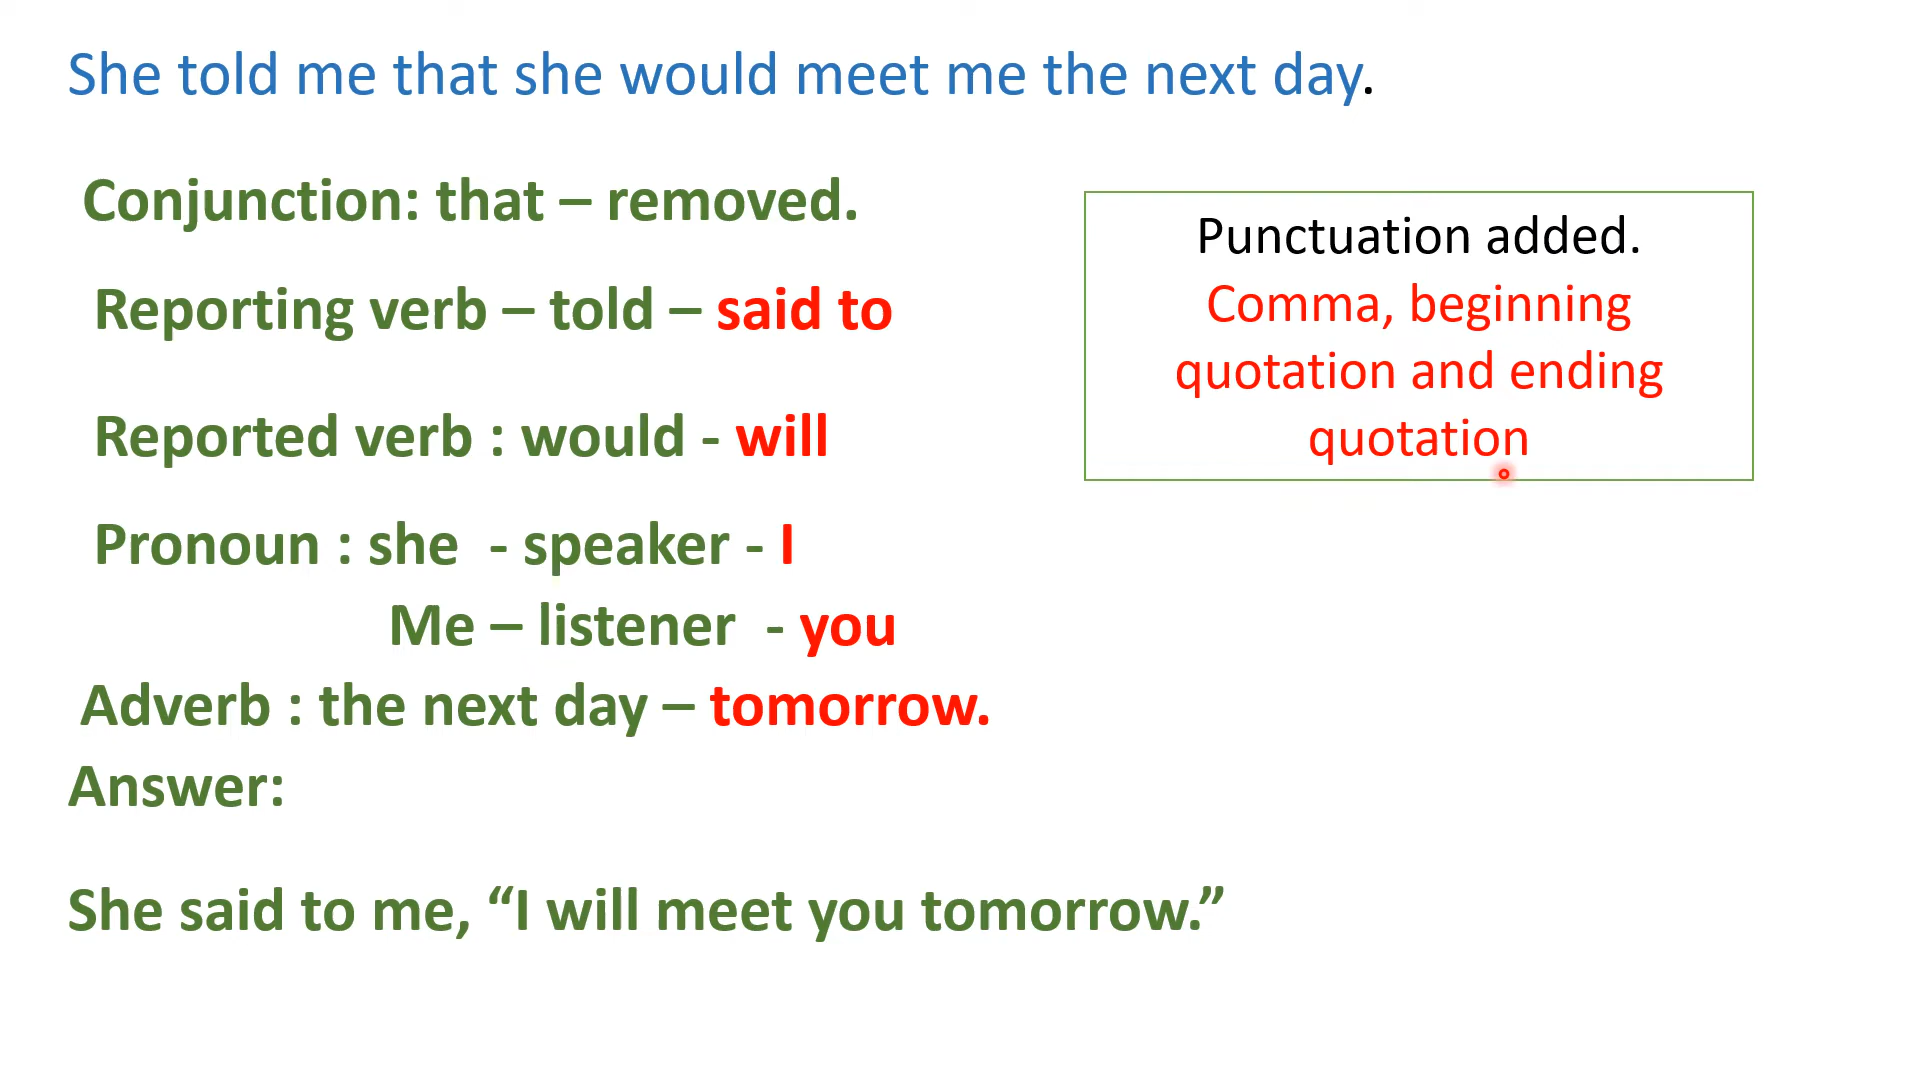 She told me that she would meet me the next day.
Conjunction: that – removed.
Reporting verb – told – said to
Reported verb : would - will
Pronoun : she  - speaker - I
Me – listener  - you
Adverb : the next day – tomorrow.
Answer:
She said to me, “I will meet you tomorrow.”
Punctuation added.
Comma, beginning
quotation and ending
quotation